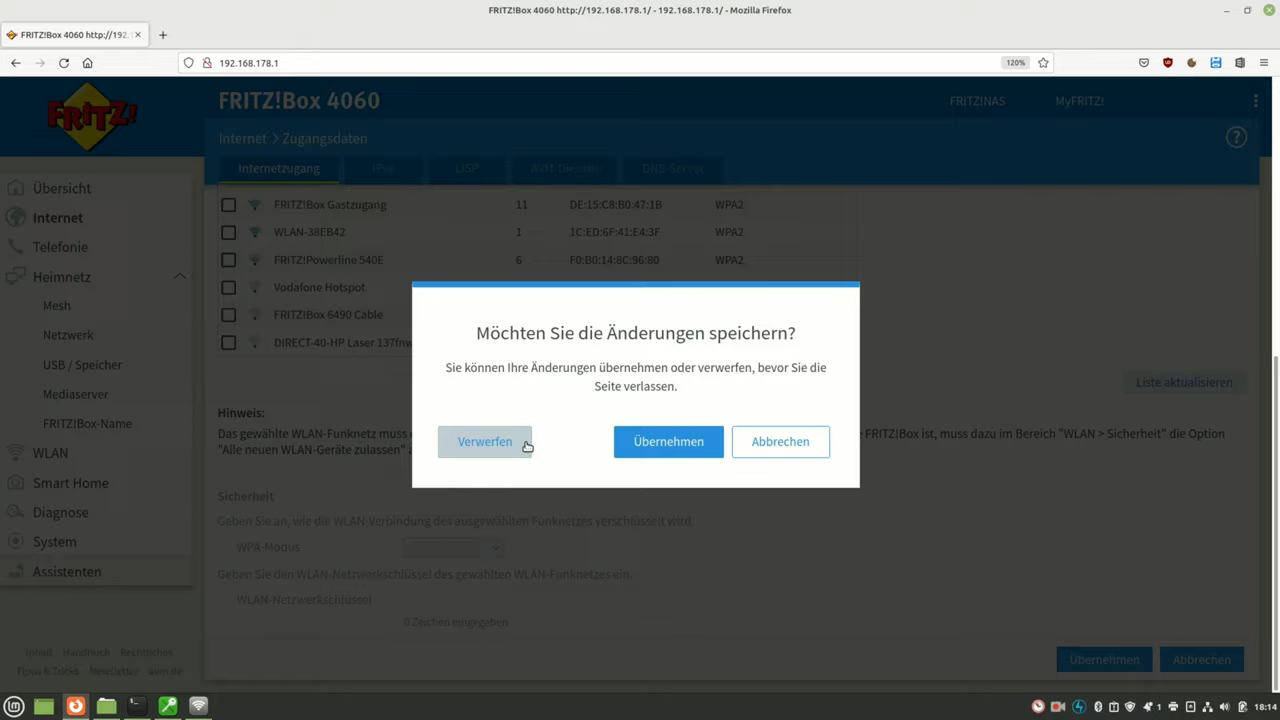 FRITZ!Box 4060 http://192.168.178.1/ - 192.168.178.1/ - Mozilla Firefox
FRITZ!Box 4060 http://192.
192.168.178.1
120%
FRITZ!
FRITZ!Box 4060
FRITZ!NAS
MyFRITZ!
Internet > Zugangsdaten
Internetzugang
IPv6
LISP
AVM-Dienste
DNS-Server
Übersicht
Internet
Telefonie
Heimnetz
Mesh
Netzwerk
USB / Speicher
Mediaserver
FRITZ!Box-Name
WLAN
Smart Home
Diagnose
System
Assistenten
Inhalt Handbuch Rechtliches
Tipps & Tricks Newsletter avm.de
FRITZ!Box Gastzugang 11 DE:15:C8:B0:47:1B WPA2
WLAN-38EB42 1 1C:ED:6F:41:E4:3F WPA2
FRITZ!Powerline 540E 6 F0:B0:14:8C:96:80 WPA2
Vodafone Hotspot
FRITZ!Box 6490 Cable
DIRECT-40-HP Laser 137fnw
Liste aktualisieren
Hinweis:
Das gewählte WLAN-Funknetz muss FRITZ!Box ist, muss dazu im Bereich "WLAN > Sicherheit" die Option
"Alle neuen WLAN-Geräte zulassen"
Sicherheit
Geben Sie an, wie die WLAN-Verbindung des ausgewählten Funknetzes verschlüsselt wird.
WPA-Modus
Geben Sie den WLAN-Netzwerkschlüssel des gewählten WLAN-Funknetzes ein.
WLAN-Netzwerkschlüssel
0 Zeichen eingegeben
Übernehmen
Abbrechen
Möchten Sie die Änderungen speichern?
Sie können Ihre Änderungen übernehmen oder verwerfen, bevor Sie die
Seite verlassen.
Verwerfen
Übernehmen
Abbrechen
1
18:14